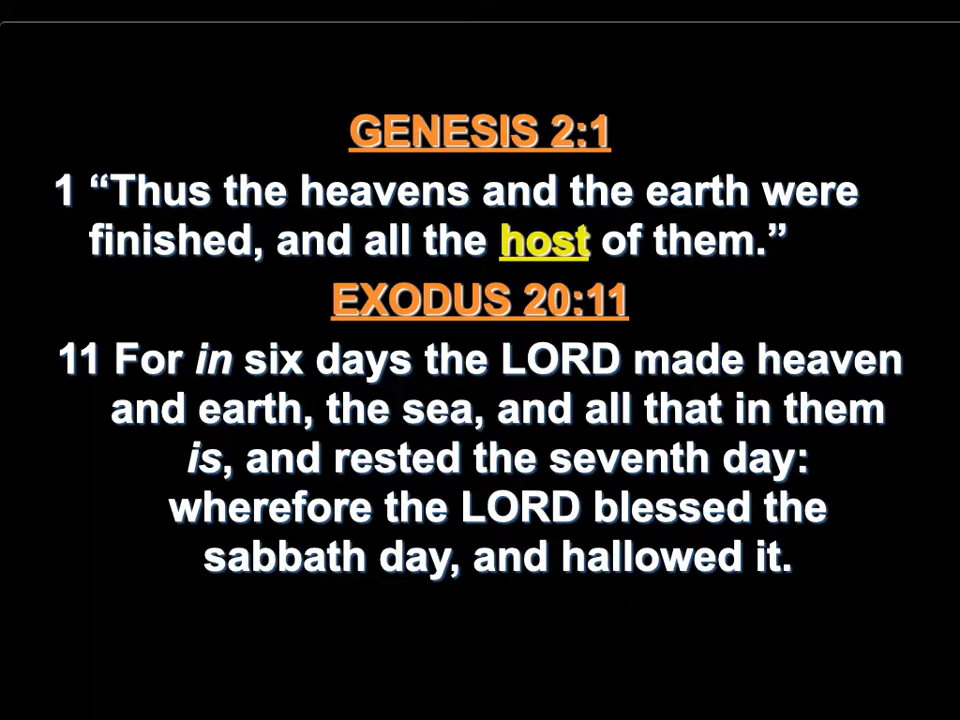 GENESIS 2:1
1 “Thus the heavens and the earth were
finished, and all the host of them.”
EXODUS 20:11
11 For in six days the LORD made heaven
and earth, the sea, and all that in them
is, and rested the seventh day:
wherefore the LORD blessed the
sabbath day, and hallowed it.